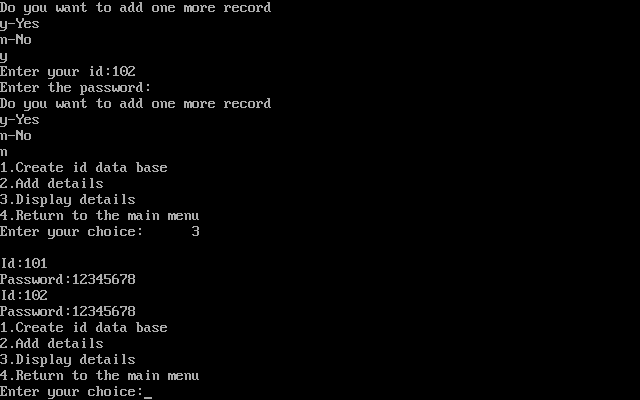 Do you want to add one more record
y-Yes
n-No
y
Enter your id:102
Enter the password:
Do you want to add one more record
y-Yes
n-No
n
1.Create id data base
2.Add details
3.Display details
4.Return to the main menu
Enter your choice:      3
Id:101
Password:12345678
Id:102
Password:12345678
1.Create id data base
2.Add details
3.Display details
4.Return to the main menu
Enter your choice:_